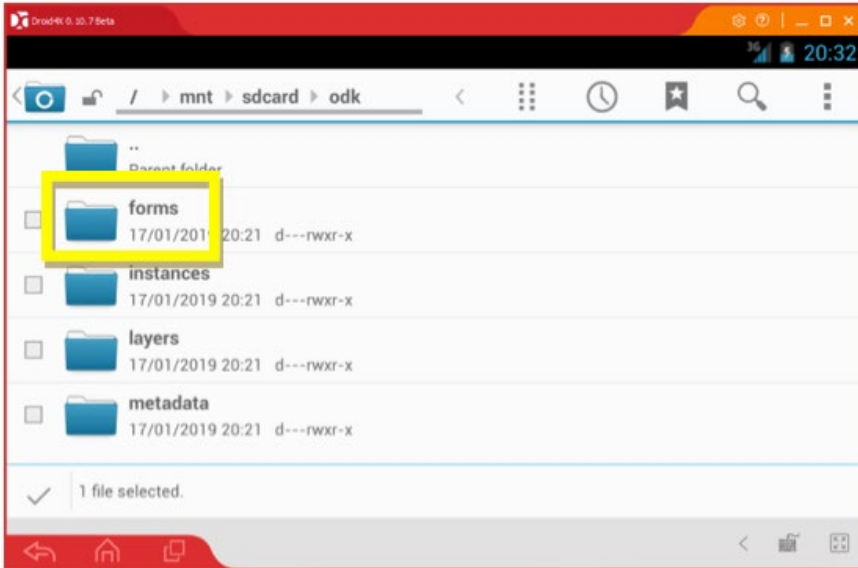 Droid4X 0.10.7 Beta
3G 20:32
/ mnt sdcard odk
..
Parent folder
forms
17/01/2019 20:21 d---rwxr-x
instances
17/01/2019 20:21 d---rwxr-x
layers
17/01/2019 20:21 d---rwxr-x
metadata
17/01/2019 20:21 d---rwxr-x
1 file selected.